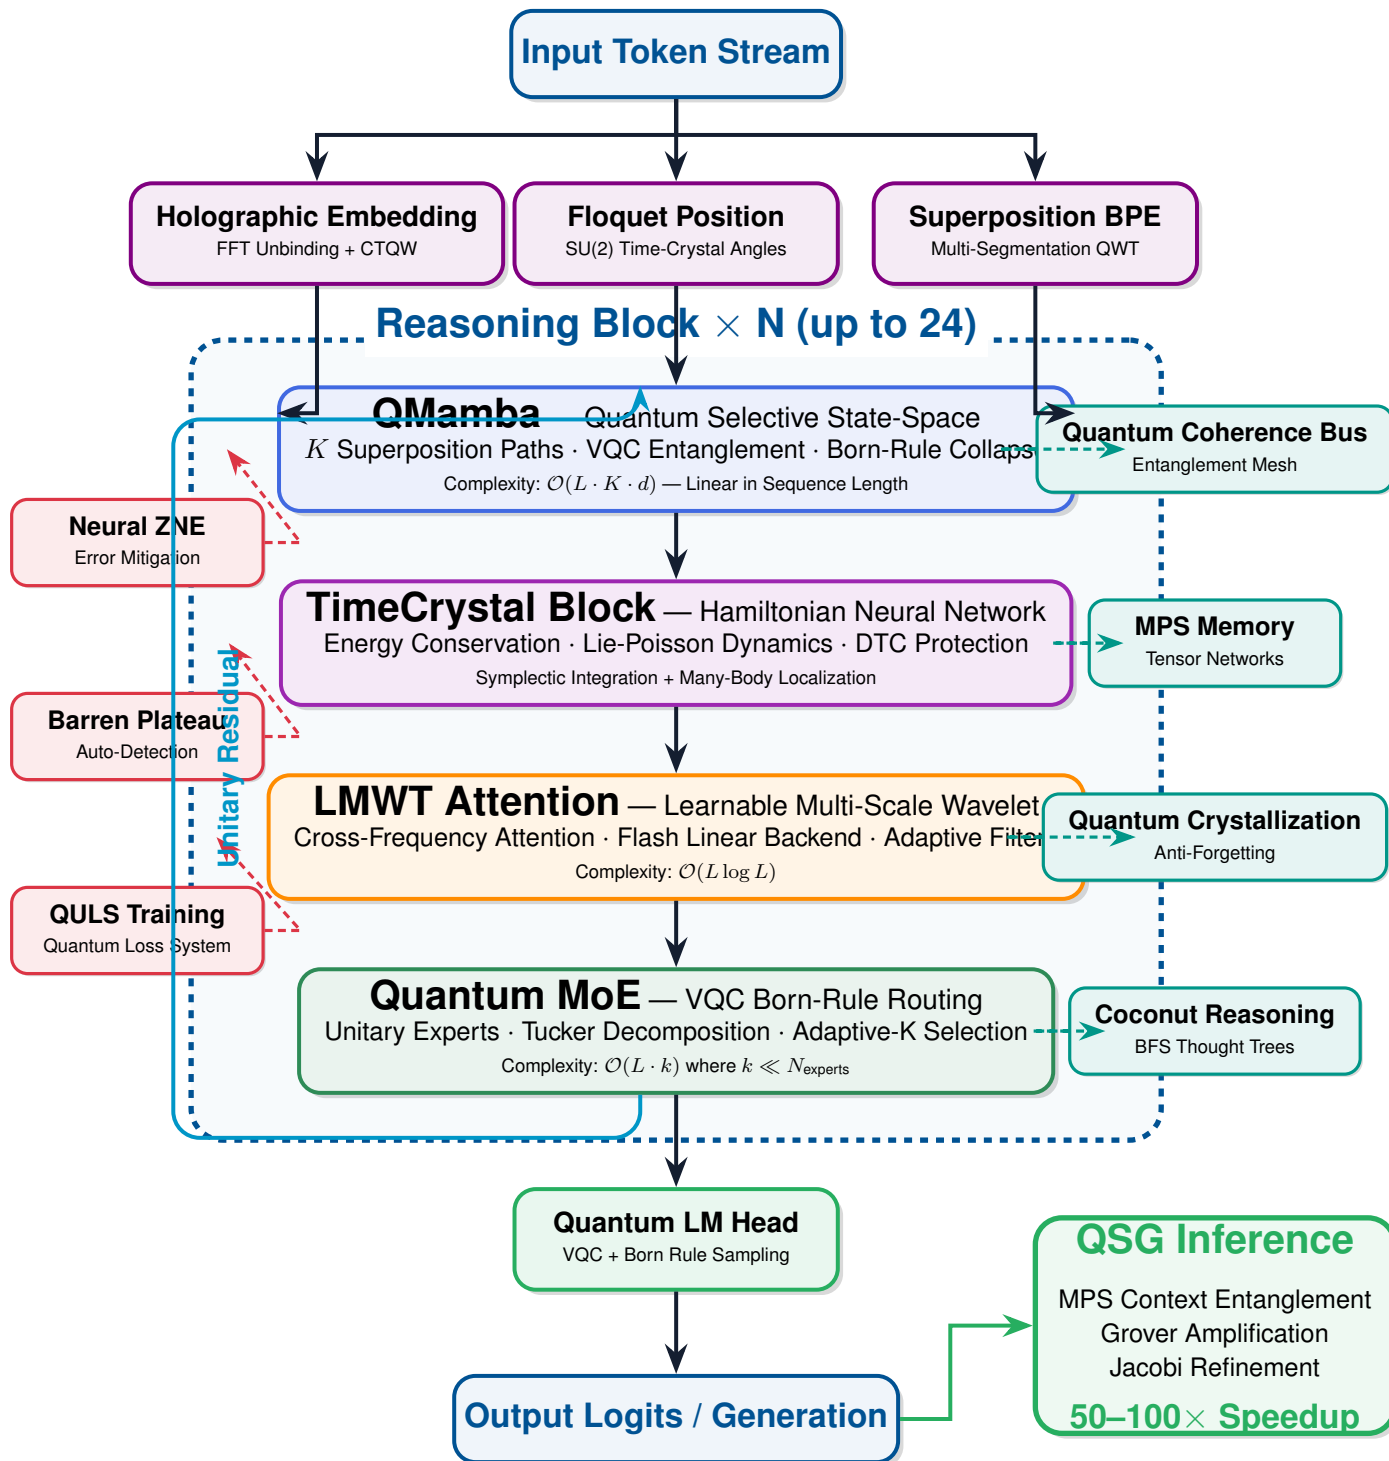 Input Token Stream
Holographic Embedding
FFT Unbinding + CTQW
Floquet Position
SU(2) Time-Crystal Angles
Superposition BPE
Multi-Segmentation QWT
Reasoning Block × N (up to 24)
QMamba — Quantum Selective State-Space
K Superposition Paths · VQC Entanglement · Born-Rule Collaps
Complexity: O(L · K · d) — Linear in Sequence Length
Quantum Coherence Bus
Entanglement Mesh
Neural ZNE
Error Mitigation
TimeCrystal Block — Hamiltonian Neural Network
Energy Conservation · Lie-Poisson Dynamics · DTC Protection
Symplectic Integration + Many-Body Localization
MPS Memory
Tensor Networks
Unitary Residual
Barren Plateau
Auto-Detection
LMWT Attention — Learnable Multi-Scale Wavelet
Cross-Frequency Attention · Flash Linear Backend · Adaptive Filter
Complexity: O(L log L)
Quantum Crystallization
Anti-Forgetting
QULS Training
Quantum Loss System
Quantum MoE — VQC Born-Rule Routing
Unitary Experts · Tucker Decomposition · Adaptive-K Selection
Complexity: O(L · k) where k ≪ N_experts
Coconut Reasoning
BFS Thought Trees
Quantum LM Head
VQC + Born Rule Sampling
QSG Inference
MPS Context Entanglement
Grover Amplification
Jacobi Refinement
50–100× Speedup
Output Logits / Generation